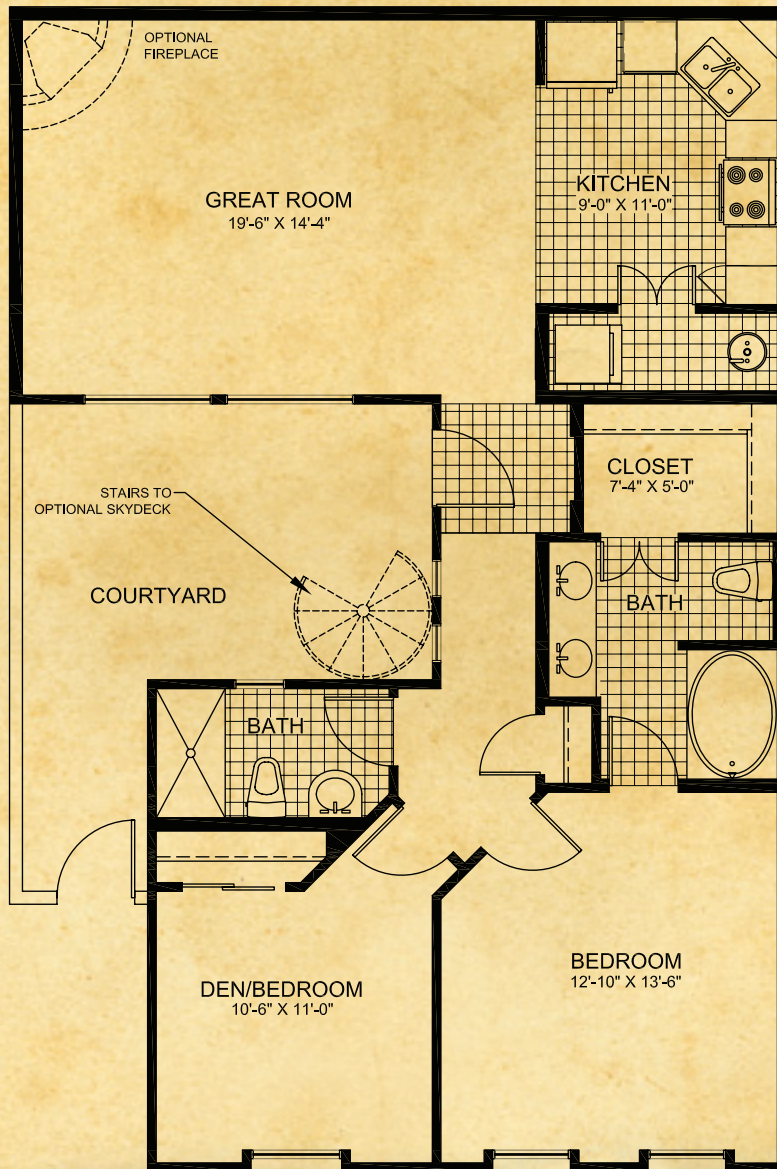 OPTIONAL
FIREPLACE
GREAT ROOM
19'-6" X 14'-4"
KITCHEN
9'-0" X 11'-0"
CLOSET
7'-4" X 5'-0"
STAIRS TO
OPTIONAL SKYDECK
COURTYARD
BATH
BATH
DEN/BEDROOM
10'-6" X 11'-0"
BEDROOM
12'-10" X 13'-6"